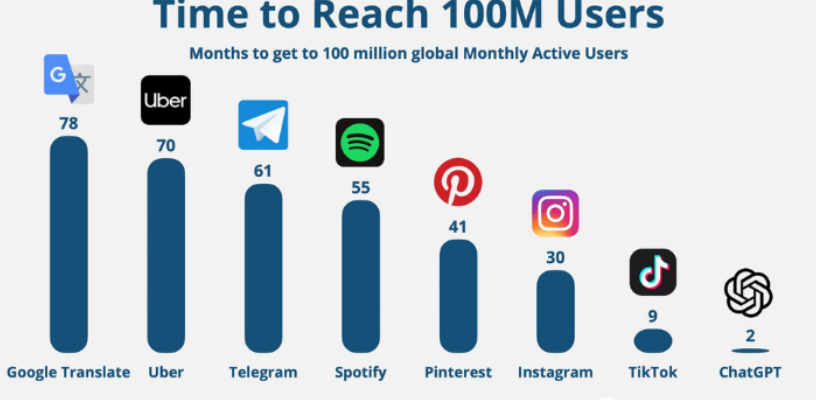 Time to Reach 100M Users
Months to get to 100 million global Monthly Active Users
G 文
Uber
78
70
61
55
41
30
9
2
Google Translate Uber Telegram Spotify Pinterest Instagram TikTok ChatGPT